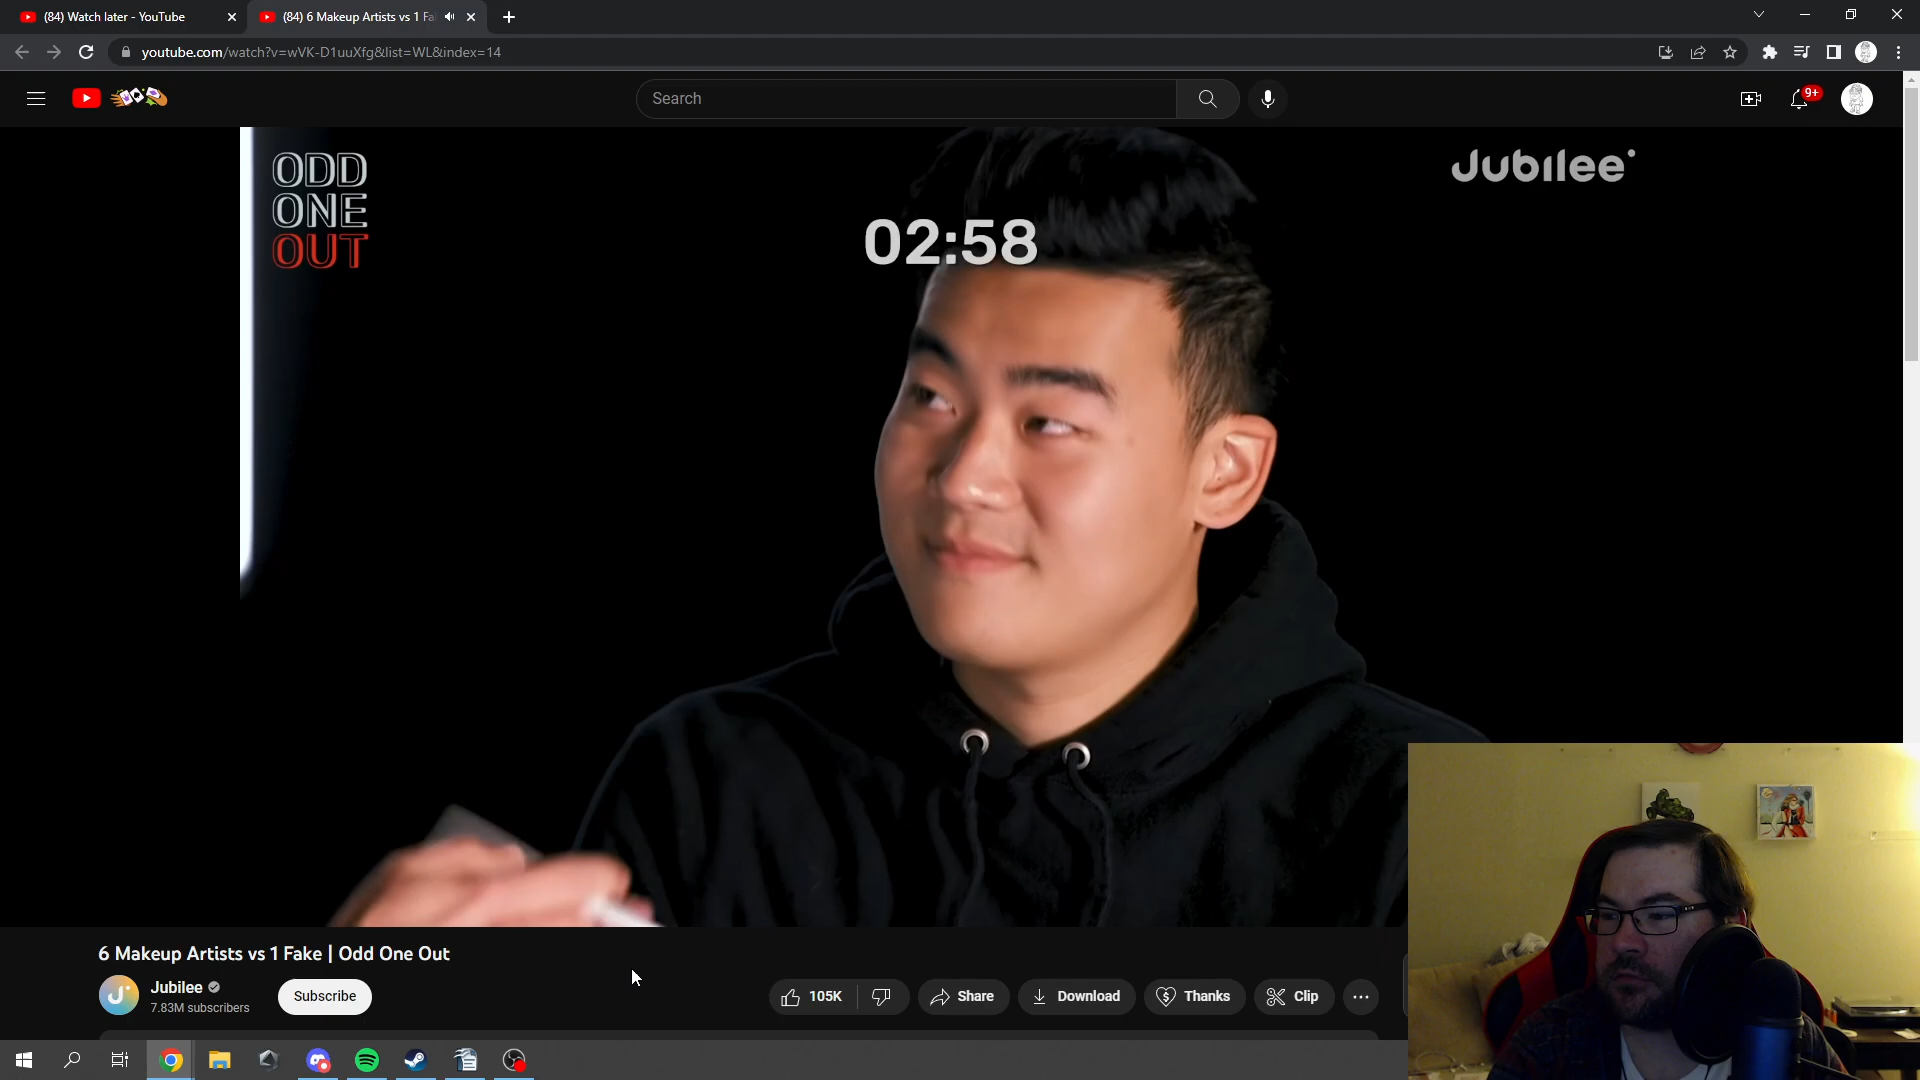 (84) Watch later - YouTube
(84) 6 Makeup Artists vs 1 Fa
youtube.com/watch?v=wVK-D1uuXfg&list=WL&index=14
Search
9+
ODD
ONE
OUT
Jubilee
02:58
6 Makeup Artists vs 1 Fake | Odd One Out
Jubilee
7.83M subscribers
Subscribe
105K
Share
Download
Thanks
Clip